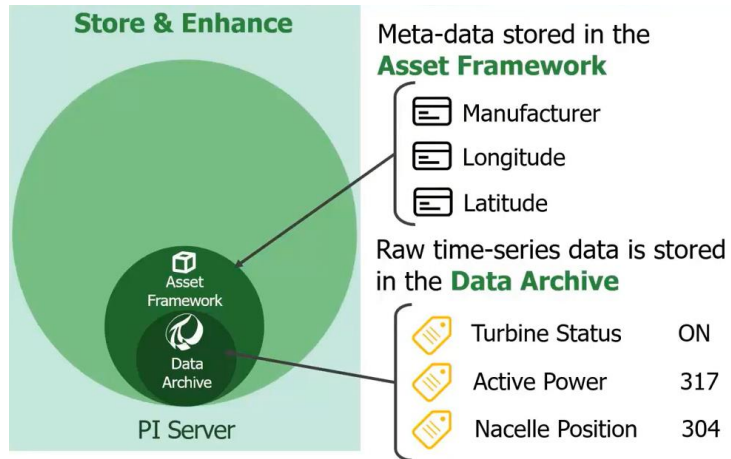 Store & Enhance
Asset
Framework
Data
Archive
PI Server
Meta-data stored in the
Asset Framework
Manufacturer
Longitude
Latitude
Raw time-series data is stored
in the Data Archive
Turbine Status ON
Active Power 317
Nacelle Position 304